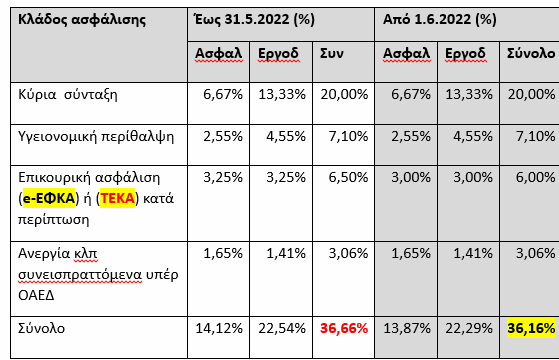 Κλάδος ασφάλισης Έως 31.5.2022 (%) Από 1.6.2022 (%)
Ασφαλ Εργοδ Συν Ασφαλ Εργοδ Σύνολο
Κύρια σύνταξη 6,67% 13,33% 20,00% 6,67% 13,33% 20,00%
Υγειονομική περίθαλψη 2,55% 4,55% 7,10% 2,55% 4,55% 7,10%
Επικουρική ασφάλιση 3,25% 3,25% 6,50% 3,00% 3,00% 6,00%
(e-ΕΦΚΑ) ή (ΤΕΚΑ) κατά
περίπτωση
Ανεργία κλπ 1,65% 1,41% 3,06% 1,65% 1,41% 3,06%
συνεισπραττόμενα υπέρ
ΟΑΕΔ
Σύνολο 14,12% 22,54% 36,66% 13,87% 22,29% 36,16%